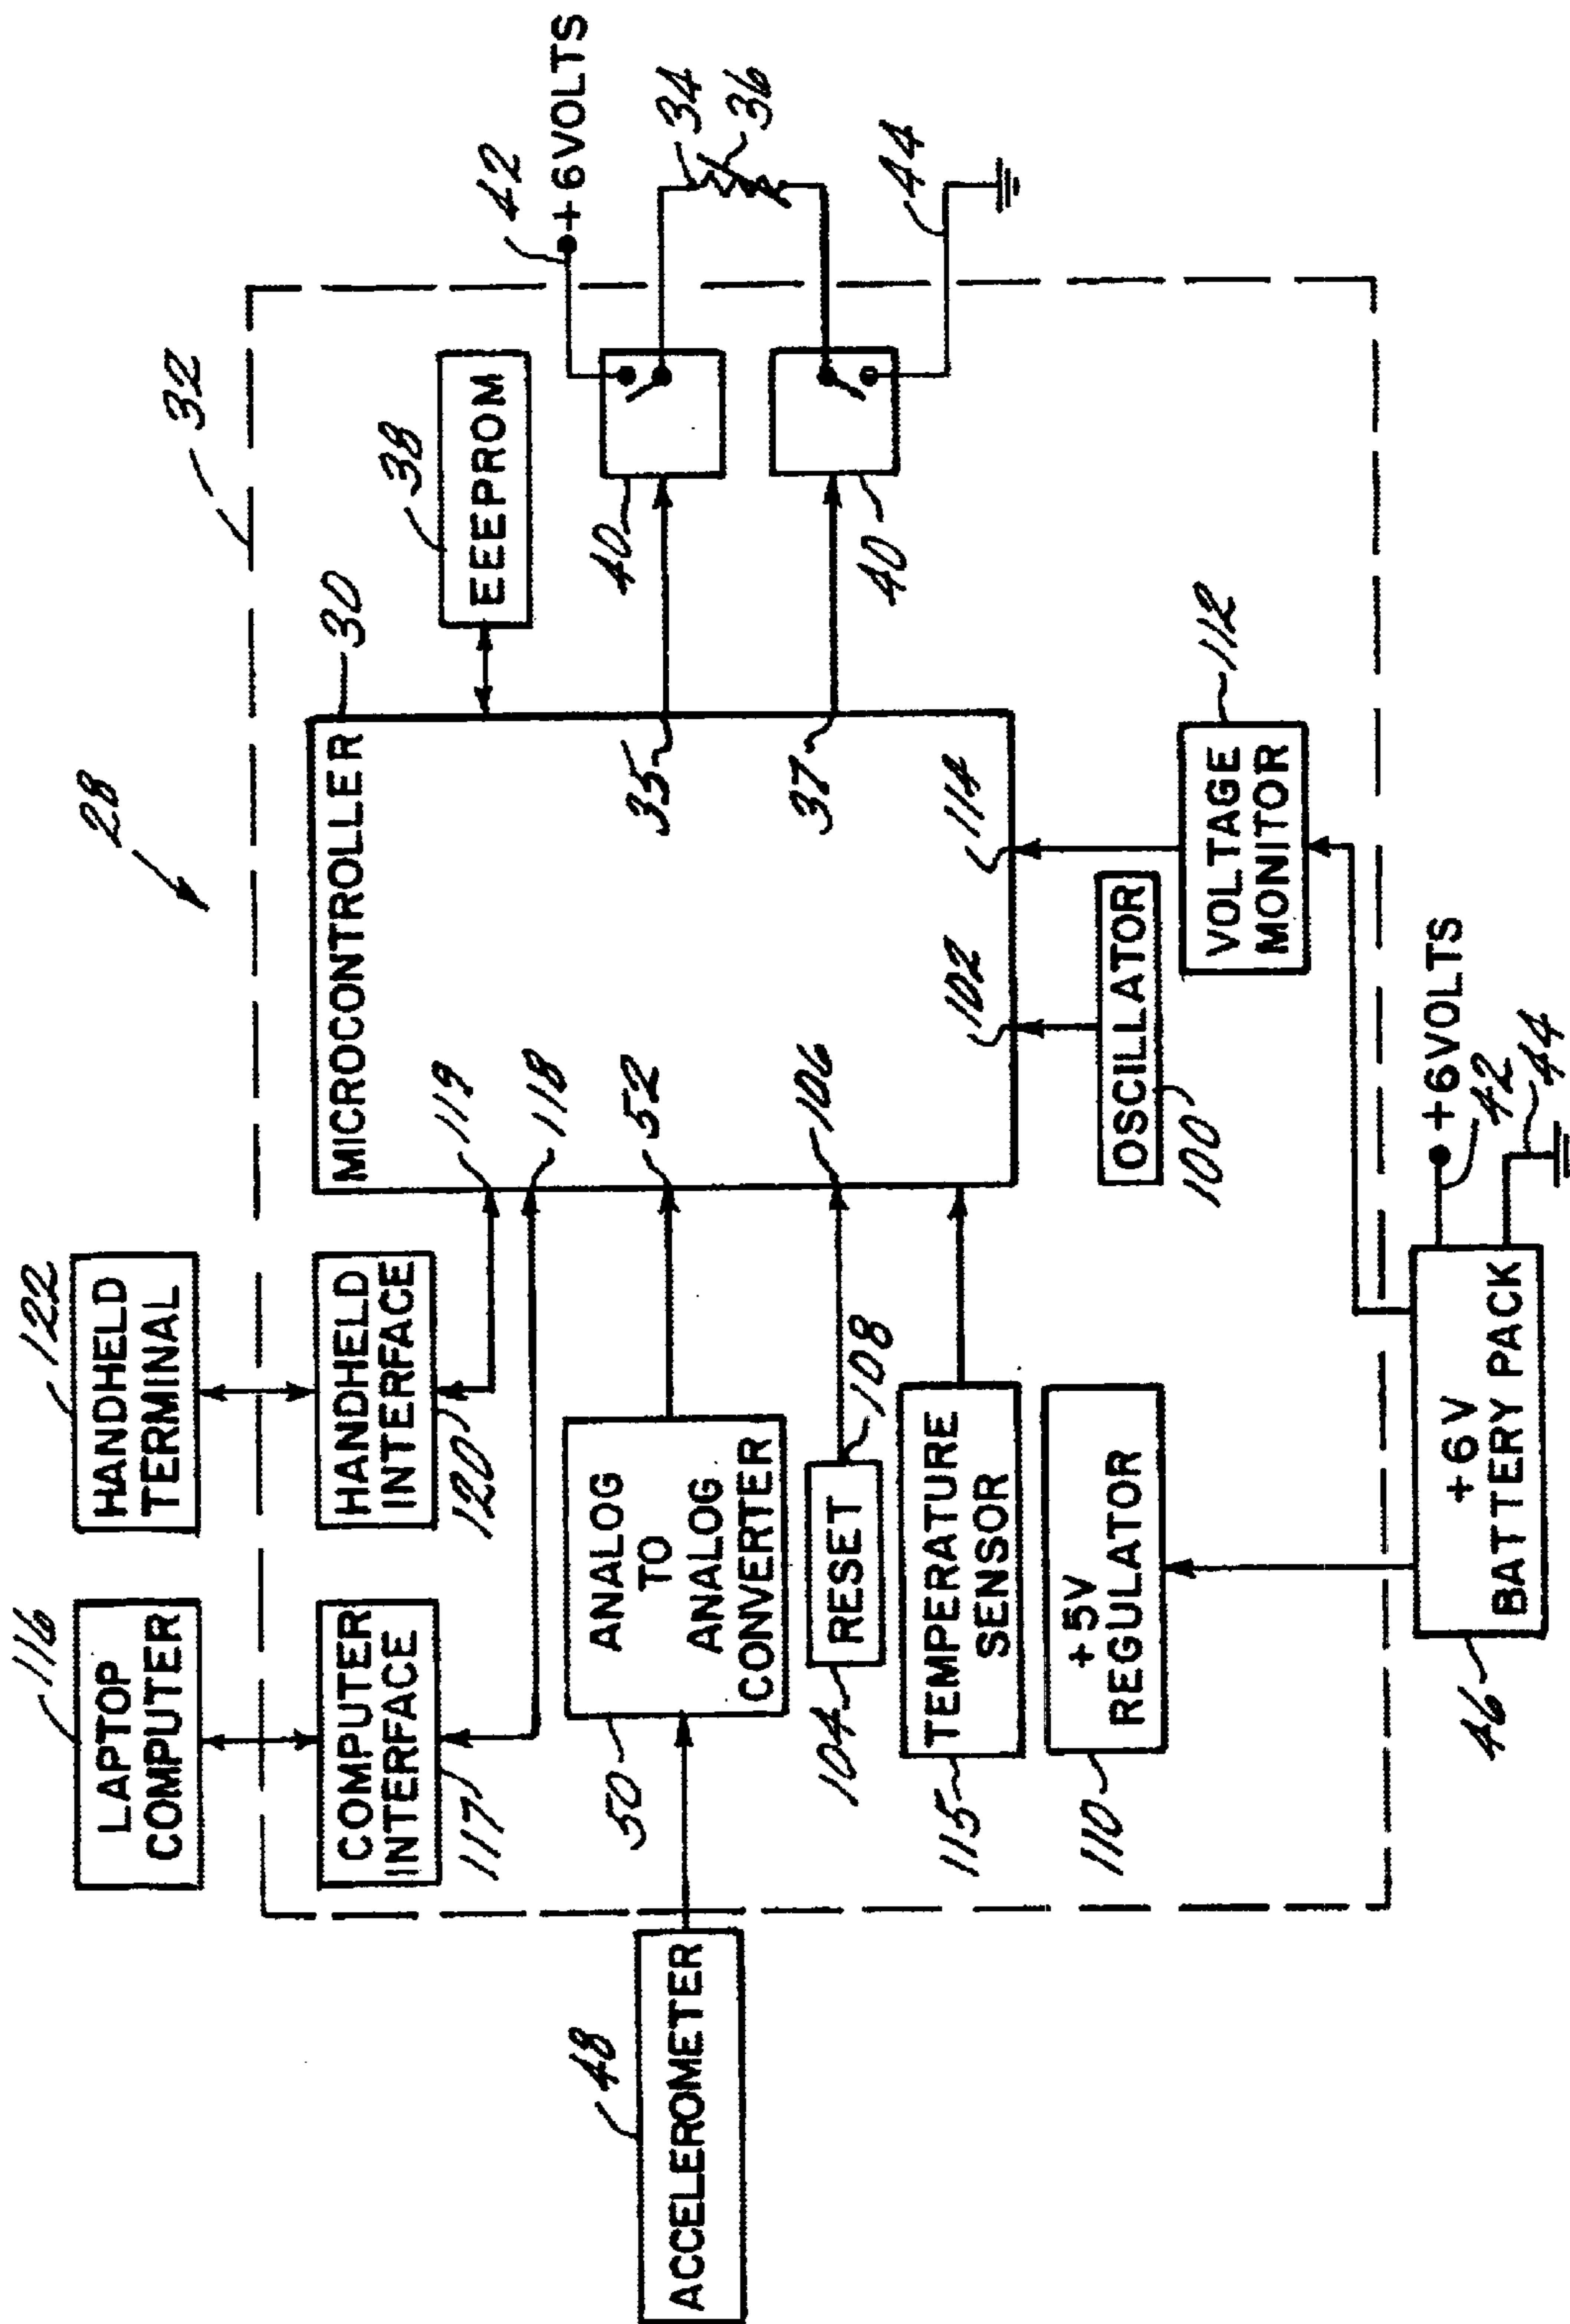 28
32
122
HANDHELD
TERMINAL
116
LAPTOP
COMPUTER
HANDHELD
INTERFACE
120
COMPUTER
INTERFACE
117
119
118
MICROCONTROLLER
30
38
EEEPROM
42
+6VOLTS
34
36
40
35
52
ANALOG
TO
ANALOG
CONVERTER
50
48
ACCELEROMETER
106
108
RESET
104
37
40
44
TEMPERATURE
SENSOR
115
102
114
+5V
REGULATOR
110
OSCILLATOR
100
VOLTAGE
MONITOR
112
+6V
BATTERY PACK
46
+6VOLTS
42
44